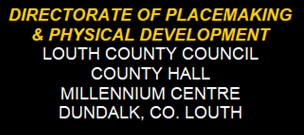 DIRECTORATE OF PLACEMAKING
& PHYSICAL DEVELOPMENT
LOUTH COUNTY COUNCIL
COUNTY HALL
MILLENNIUM CENTRE
DUNDALK, CO. LOUTH